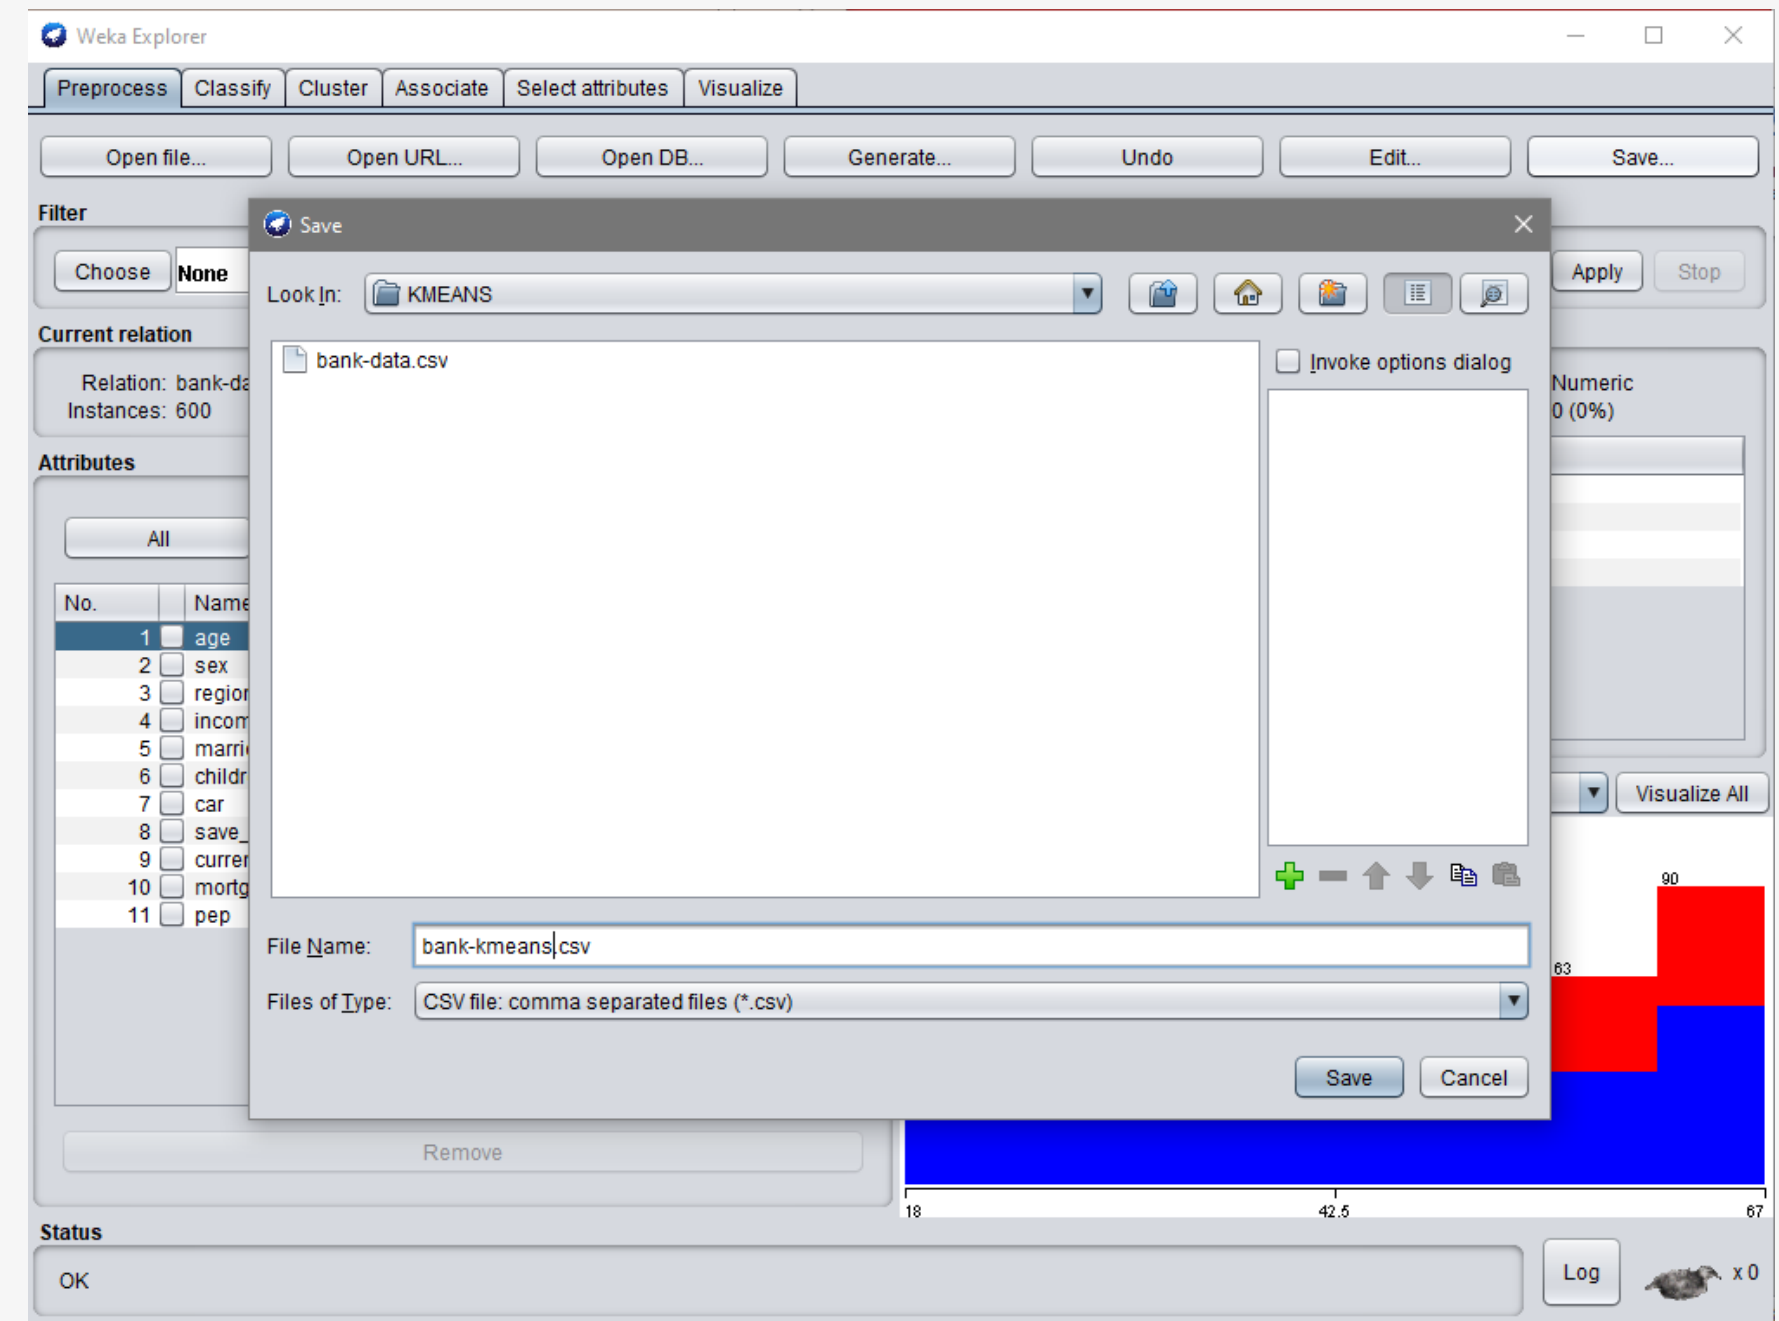 Weka Explorer
Preprocess Classify Cluster Associate Select attributes Visualize
Open file... Open URL... Open DB... Generate... Undo Edit... Save...
Filter
Save
Choose None
Apply Stop
Look In: KMEANS
Current relation
bank-data.csv
Invoke options dialog
Relation: bank-da
Numeric
Instances: 600
0 (0%)
Attributes
All
No. Name
1 age
2 sex
3 region
4 incom
5 marri
6 childr
7 car
8 save_
9 curren
10 mortg
11 pep
Visualize All
90
63
File Name: bank-kmeans.csv
Files of Type: CSV file: comma separated files (*.csv)
Save Cancel
Remove
18 42.5 67
Status
OK
Log x 0